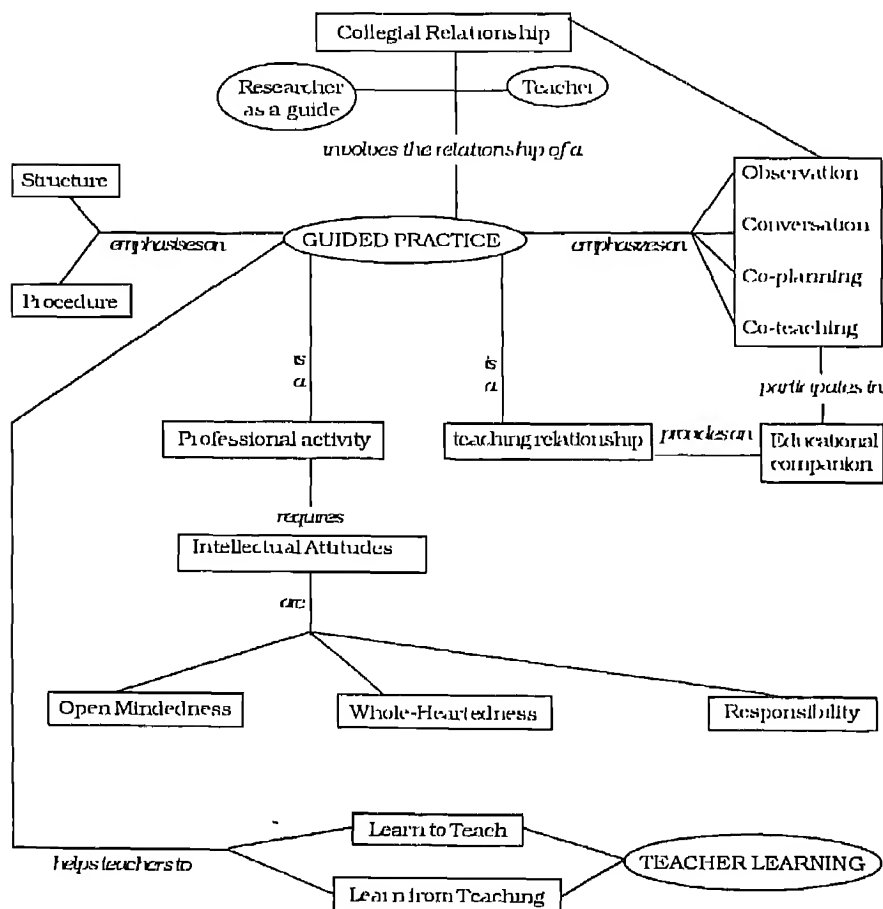 Collegial Relationship
Researcher
as a guide
Teacher
involves the relationship of a
Structure
Procedure
emphasises on
GUIDED PRACTICE
emphasizes on
Observation
Conversation
Co-planning
Co-teaching
is
a
is
a
participates in
Professional activity
teaching relationship
provides an
Educational
companion
requires
Intellectual Attitudes
are
Open Mindedness
Whole-Heartedness
Responsibility
helps teachers to
Learn to Teach
Learn from Teaching
TEACHER LEARNING